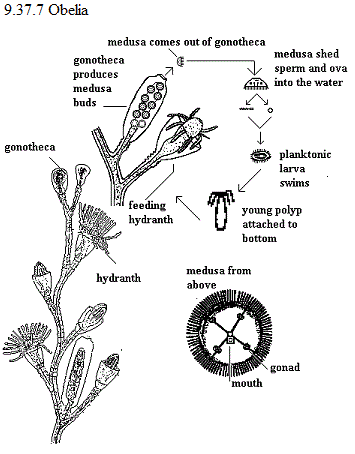 9.37.7 Obelia
medusa comes out of gonotheca
gonotheca
produces
medusa
buds
medusa shed
sperm and ova
into the water
gonotheca
planktonic
larva
swims
feeding
hydranth
young polyp
attached to
bottom
hydranth
medusa from
above
gonad
mouth